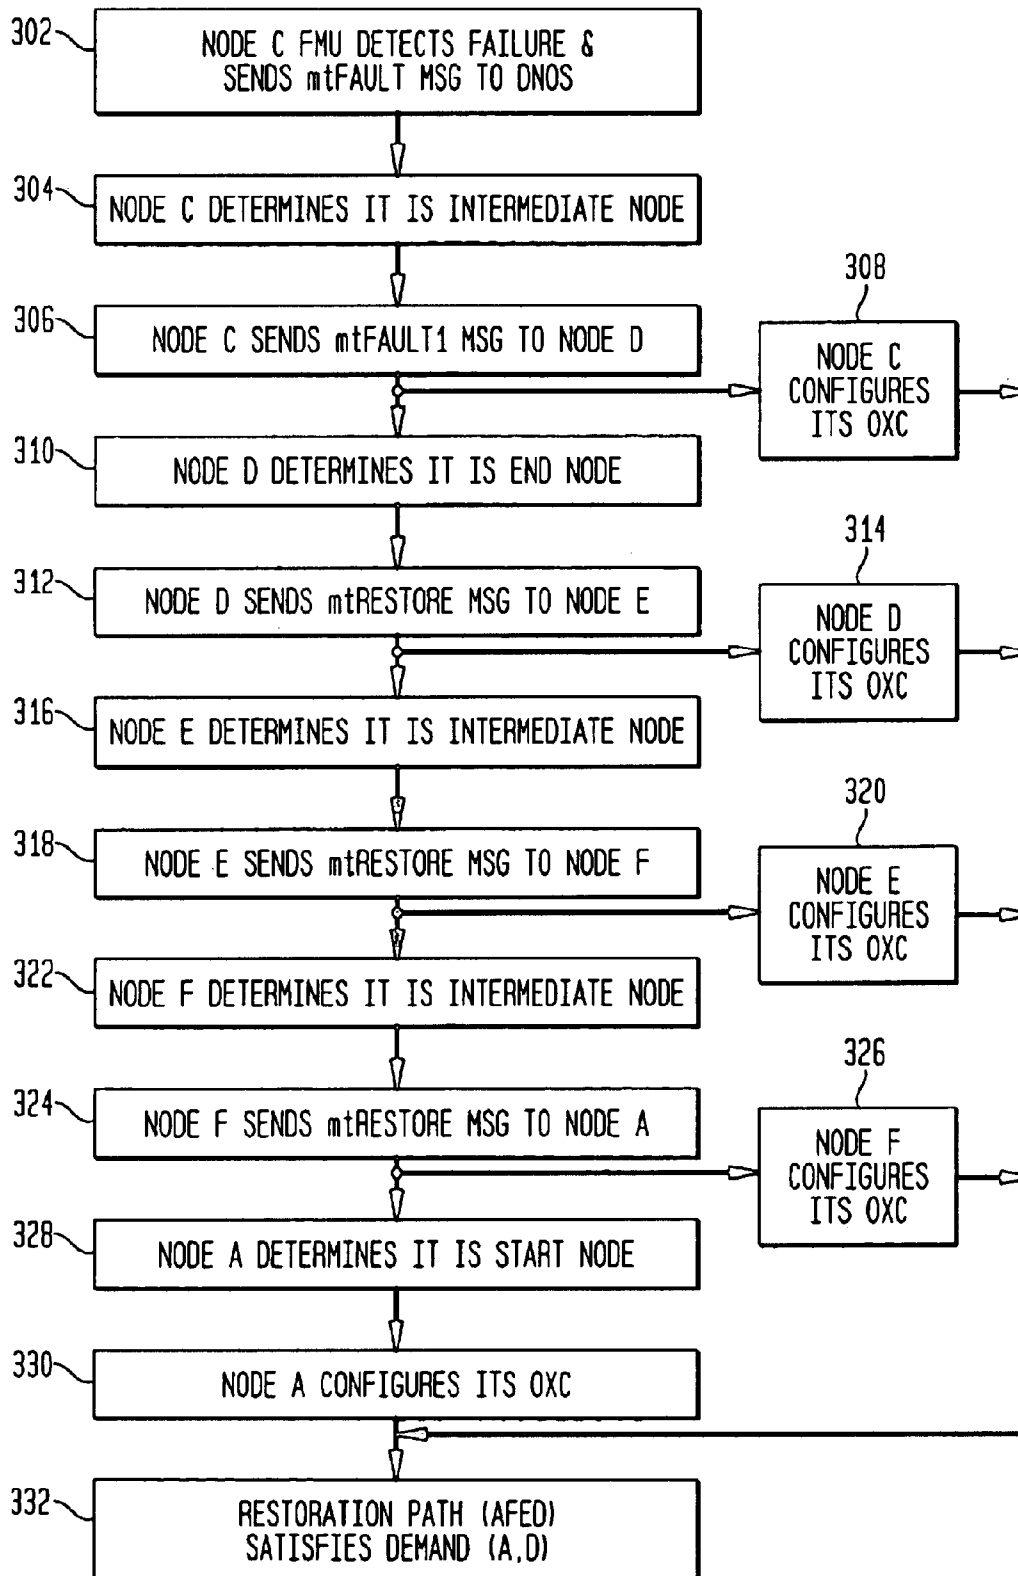 302
NODE C FMU DETECTS FAILURE &
SENDS mtFAULT MSG TO DNOS
304
NODE C DETERMINES IT IS INTERMEDIATE NODE
306
NODE C SENDS mtFAULT1 MSG TO NODE D
308
NODE C
CONFIGURES
ITS OXC
310
NODE D DETERMINES IT IS END NODE
312
NODE D SENDS mtRESTORE MSG TO NODE E
314
NODE D
CONFIGURES
ITS OXC
316
NODE E DETERMINES IT IS INTERMEDIATE NODE
318
NODE E SENDS mtRESTORE MSG TO NODE F
320
NODE E
CONFIGURES
ITS OXC
322
NODE F DETERMINES IT IS INTERMEDIATE NODE
324
NODE F SENDS mtRESTORE MSG TO NODE A
326
NODE F
CONFIGURES
ITS OXC
328
NODE A DETERMINES IT IS START NODE
330
NODE A CONFIGURES ITS OXC
332
RESTORATION PATH (AFED)
SATISFIES DEMAND (A,D)